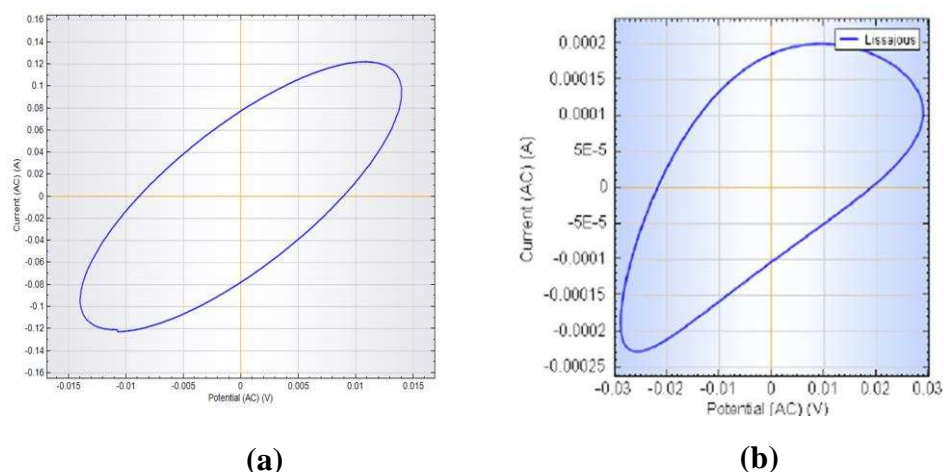 0.16
0.14
0.12
0.1
0.08
0.06
0.04
0.02
0
-0.02
-0.04
-0.06
-0.08
-0.1
-0.12
-0.14
-0.16
Current (AC) (A)
-0.015 -0.01 -0.005 0 0.005 0.01 0.015
Potential (AC) (V)
(a)
Lissajous
0.0002
0.00015
0.0001
5E-5
0
-5E-5
-0.0001
-0.00015
-0.0002
-0.00025
Current (AC) (A)
-0.03 -0.02 -0.01 0 0.01 0.02 0.03
Potential (AC) (V)
(b)